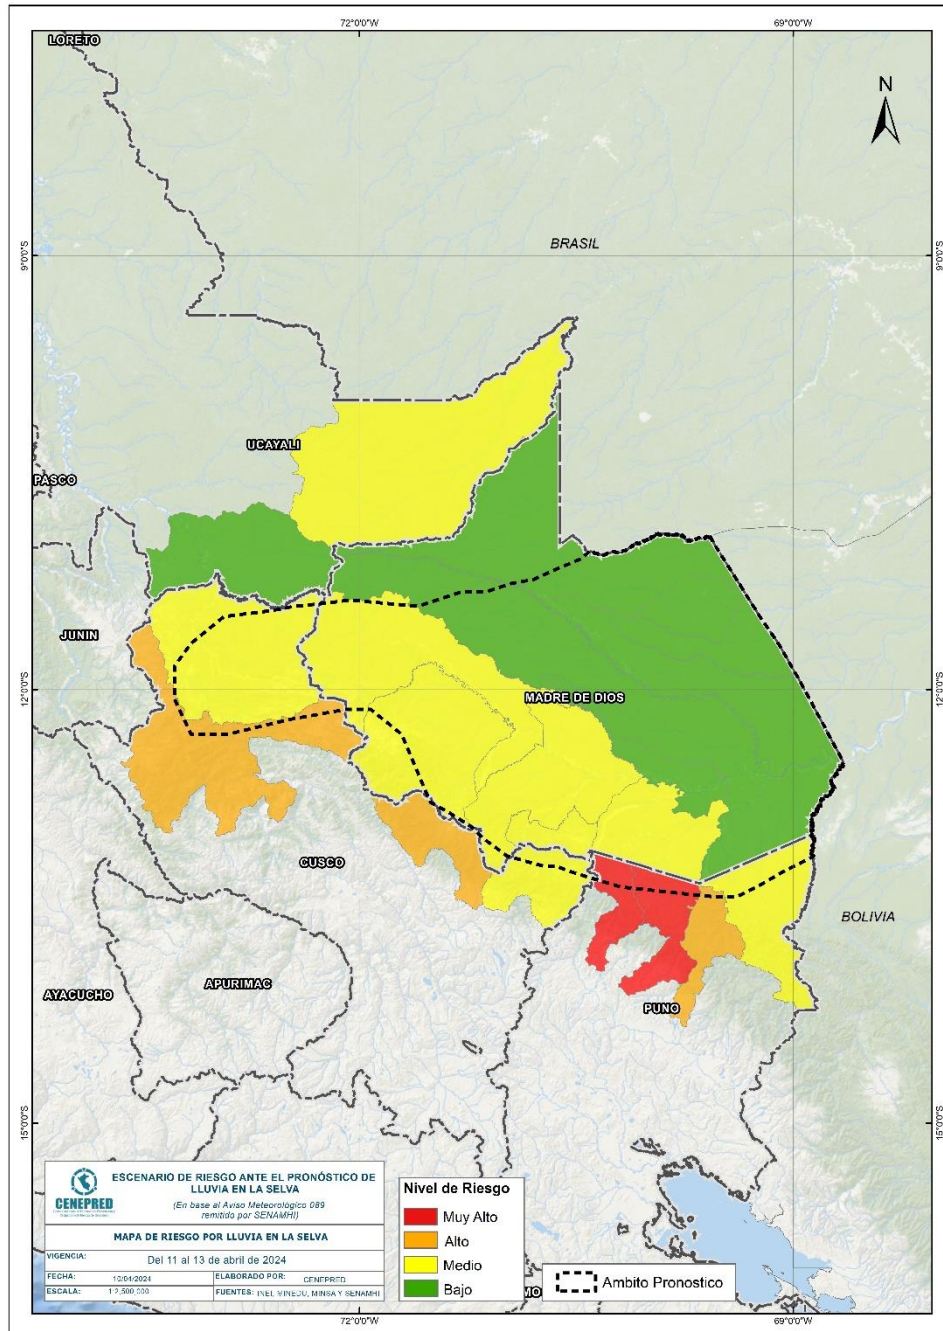 72°0'0"W
69°0'0"W
LORETO
N
BRASIL
9°0'0"S
9°0'0"S
UCAYALI
PASCO
JUNIN
12°0'0"S
12°0'0"S
MADRE DE DIOS
CUSCO
BOLIVIA
AYACUCHO
APURIMAC
PUNO
15°0'0"S
15°0'0"S
CENEPRED
ESCENARIO DE RIESGO ANTE EL PRONÓSTICO DE
LLUVIA EN LA SELVA
(En base al Aviso Meteorológico 089
remitido por SENAMHI)
MAPA DE RIESGO POR LLUVIA EN LA SELVA
VIGENCIA:
Del 11 al 13 de abril de 2024
FECHA:
10/04/2024
ELABORADO POR:
CENEPRED
ESCALA:
1:2,500,000
FUENTES: INEI, MINEDU, MINSA Y SENAMHI
Nivel de Riesgo
Muy Alto
Alto
Medio
Bajo
MO
Ambito Pronostico
72°0'0"W
69°0'0"W